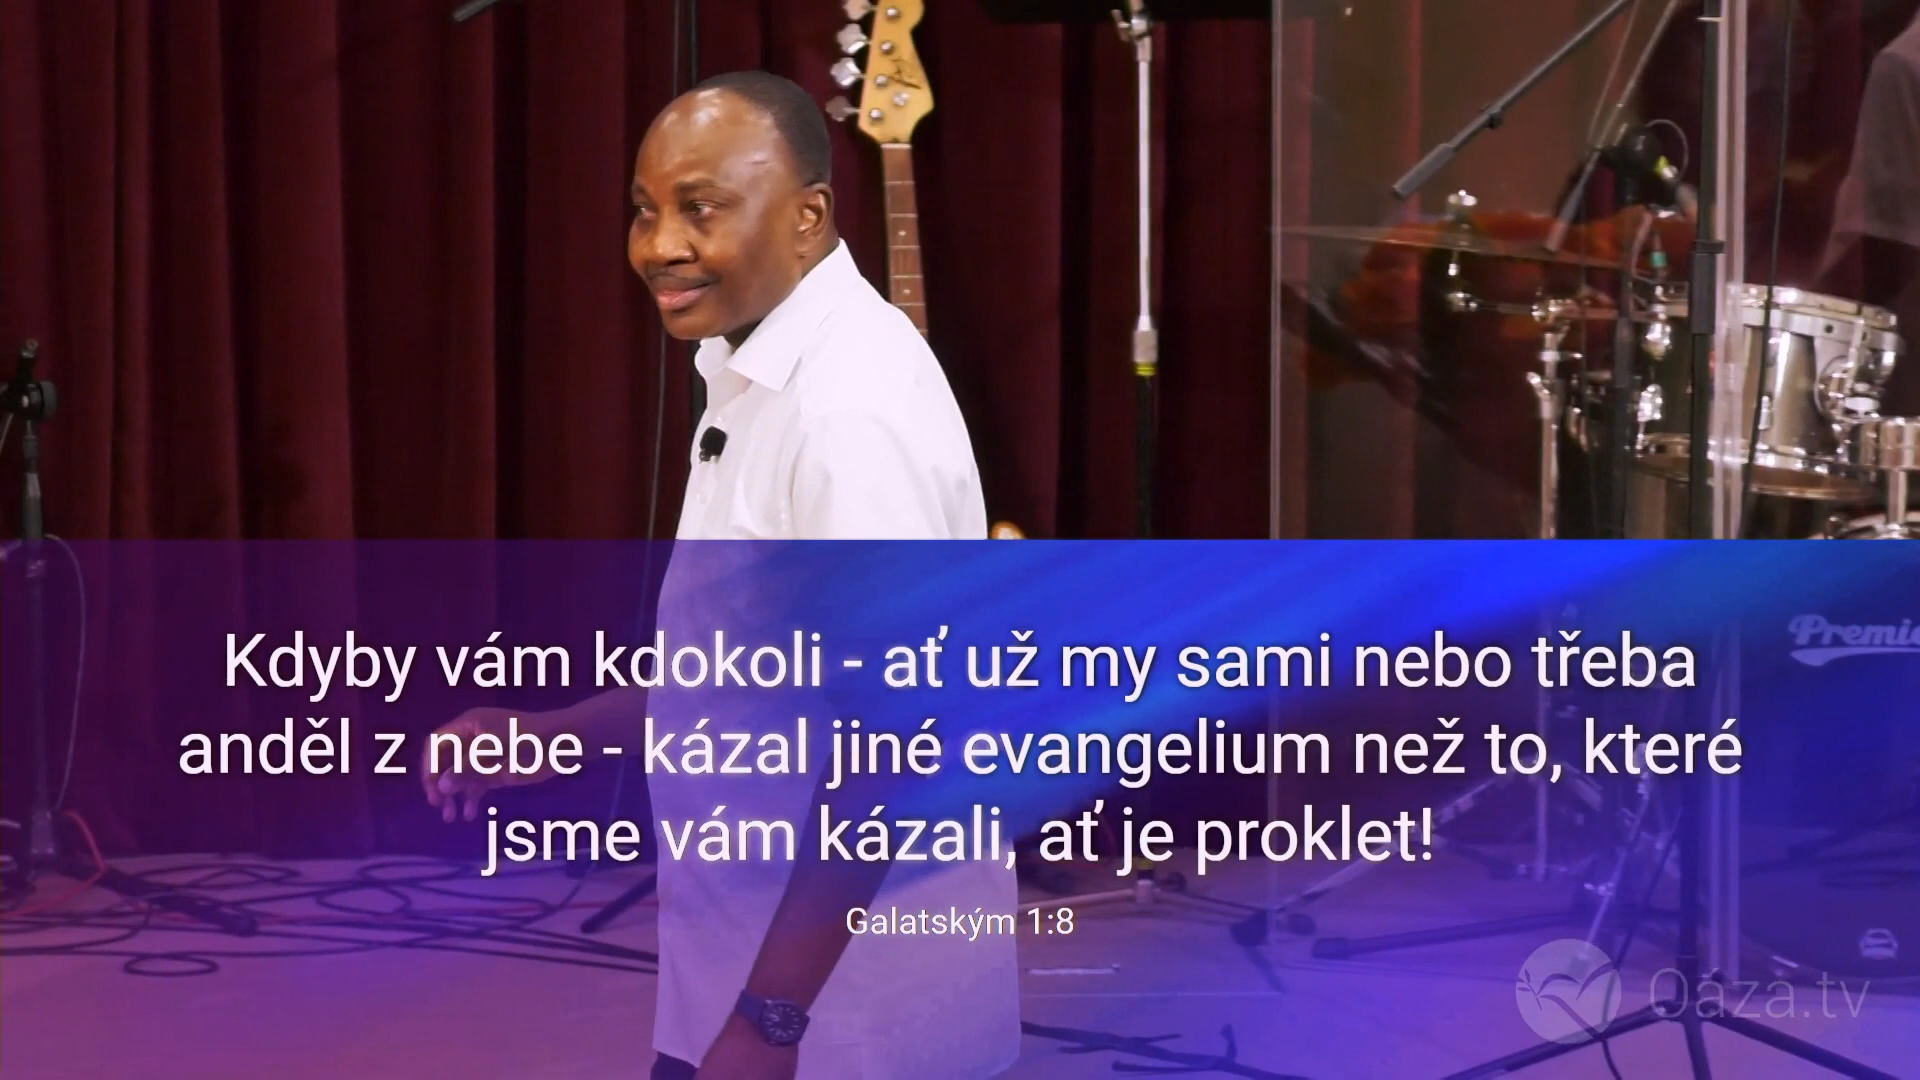 Kdyby vám kdokoli - ať už my sami nebo třeba
anděl z nebe - kázal jiné evangelium než to, které
jsme vám kázali, ať je proklet!
Galatským 1:8
Oáza.tv